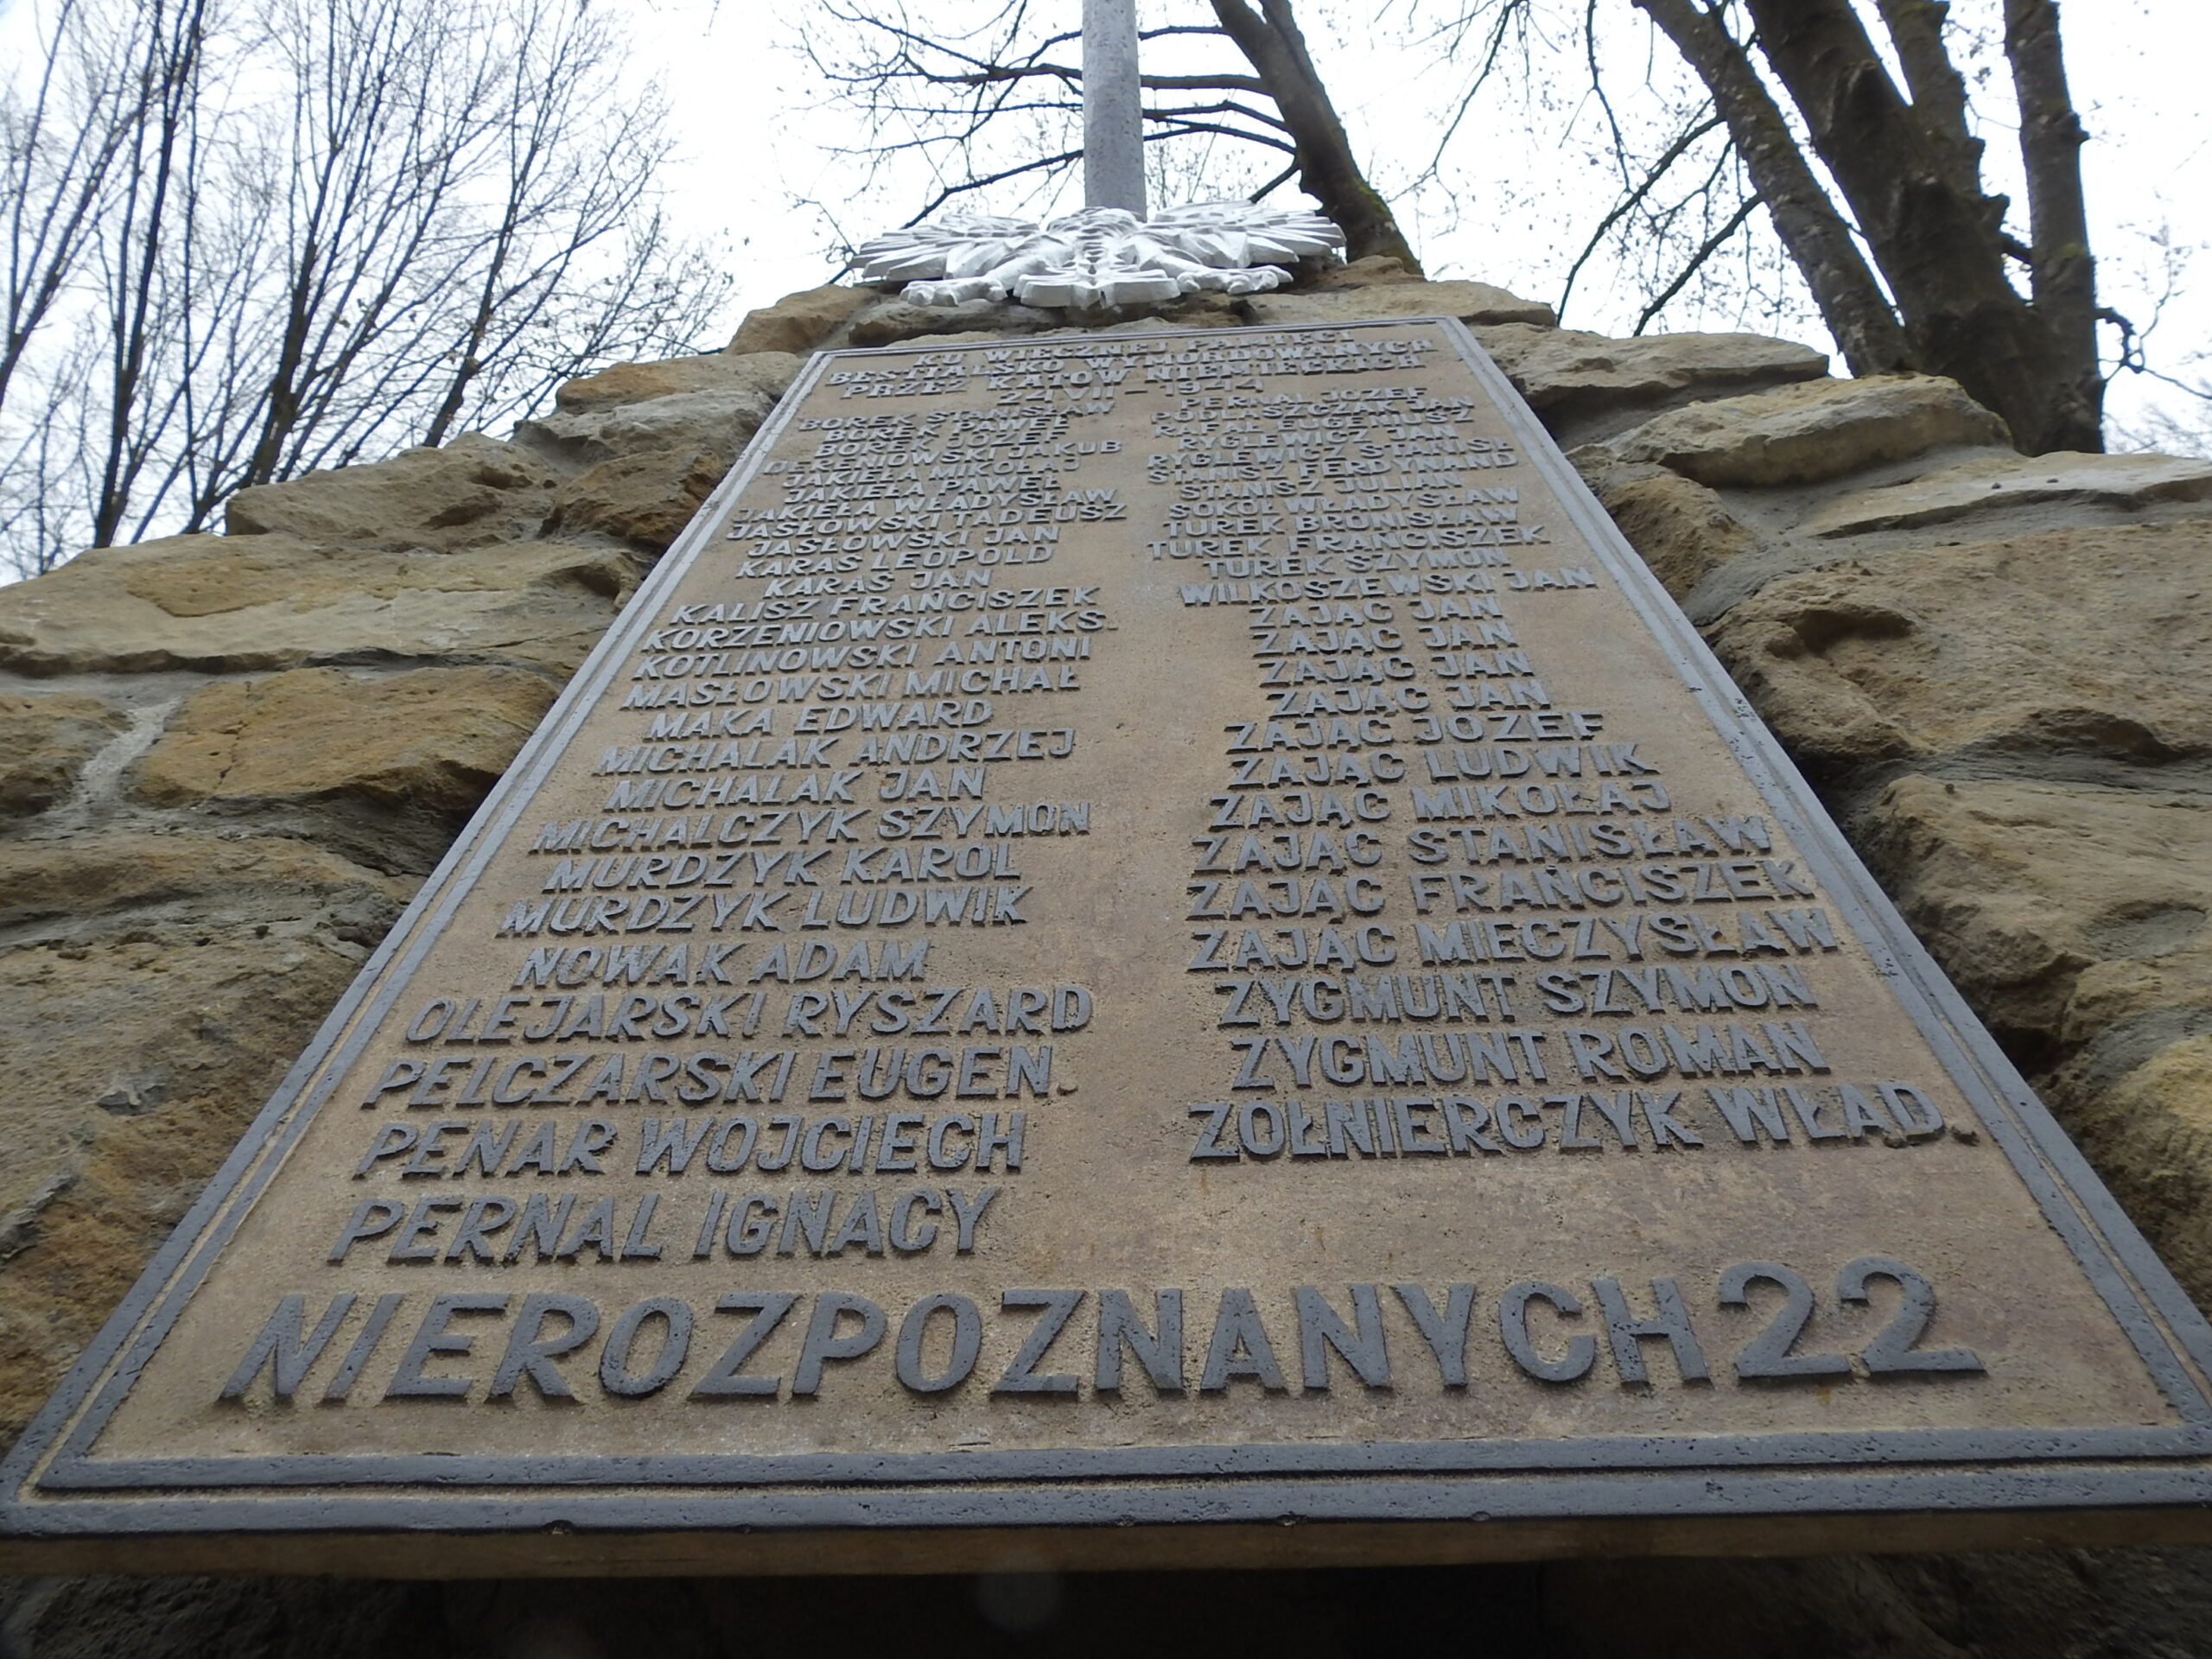 KU WIECZNEJ PAMIĘCI
BESTIALSKO WYMORDOWANYCH
PRZEZ KATÓW NIEMIECKICH
24 VII – 1944
BOREK STANISŁAW
BOREK PAWEŁ
BOREK JÓZEF
DEREŃIOWSKI JAKUB
JAKIEŁA MIKOŁAJ
JAKIEŁA PAWEŁ
JAKIEŁA WŁADYSŁAW
JASŁOWSKI TADEUSZ
JASŁOWSKI JAN
KARAŚ LEOPOLD
KARAŚ JAN
KALISZ FRANCISZEK
KORZENIOWSKI ALEKS.
KOTLINOWSKI ANTONI
MASŁOWSKI MICHAŁ
MAKA EDWARD
MICHALAK ANDRZEJ
MICHALAK JAN
MICHALCZYK SZYMON
MURDZYK KAROL
MURDZYK LUDWIK
NOWAK ADAM
OLEJARSKI RYSZARD
PELCZARSKI EUGEN.
PENAR WOJCIECH
PERNAL IGNACY
PERNAL JÓZEF
PODLASZCZAK JAN
RAFAŁ EUGENIUSZ
RYGLEWICZ JAN
RYGLEWICZ STANISŁ.
STANISZ FERDYNAND
STANISZ JULIAN
SOKÓŁ WŁADYSŁAW
TUREK BRONISŁAW
TUREK FRANCISZEK
TUREK SZYMON
WILKOSZEWSKI JAN
ZAJĄC JAN
ZAJĄC JAN
ZAJĄC JAN
ZAJĄC JAN
ZAJĄC JÓZEF
ZAJĄC LUDWIK
ZAJĄC MIKOŁAJ
ZAJĄC STANISŁAW
ZAJĄC FRANCISZEK
ZAJĄC MIECZYSŁAW
ZYGMUNT SZYMON
ZYGMUNT ROMAN
ŻOŁNIERCZYK WŁAD.
NIEROZPOZNANYCH 22